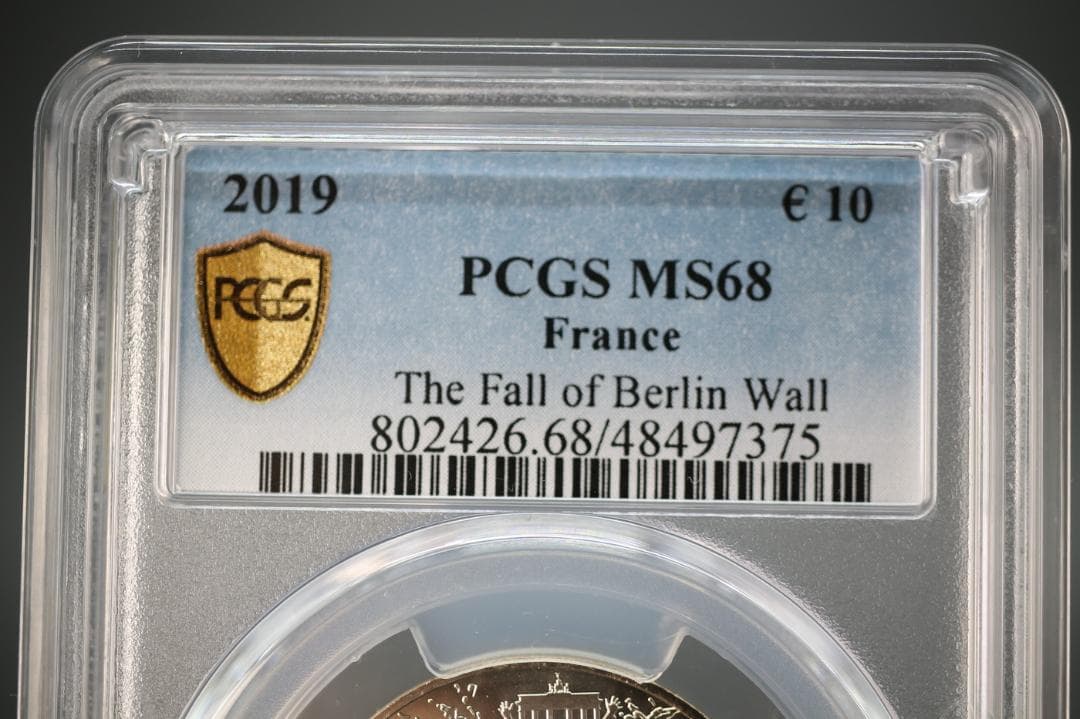 2019 € 10
PCGS
PCGS MS68
France
The Fall of Berlin Wall
802426.68/48497375